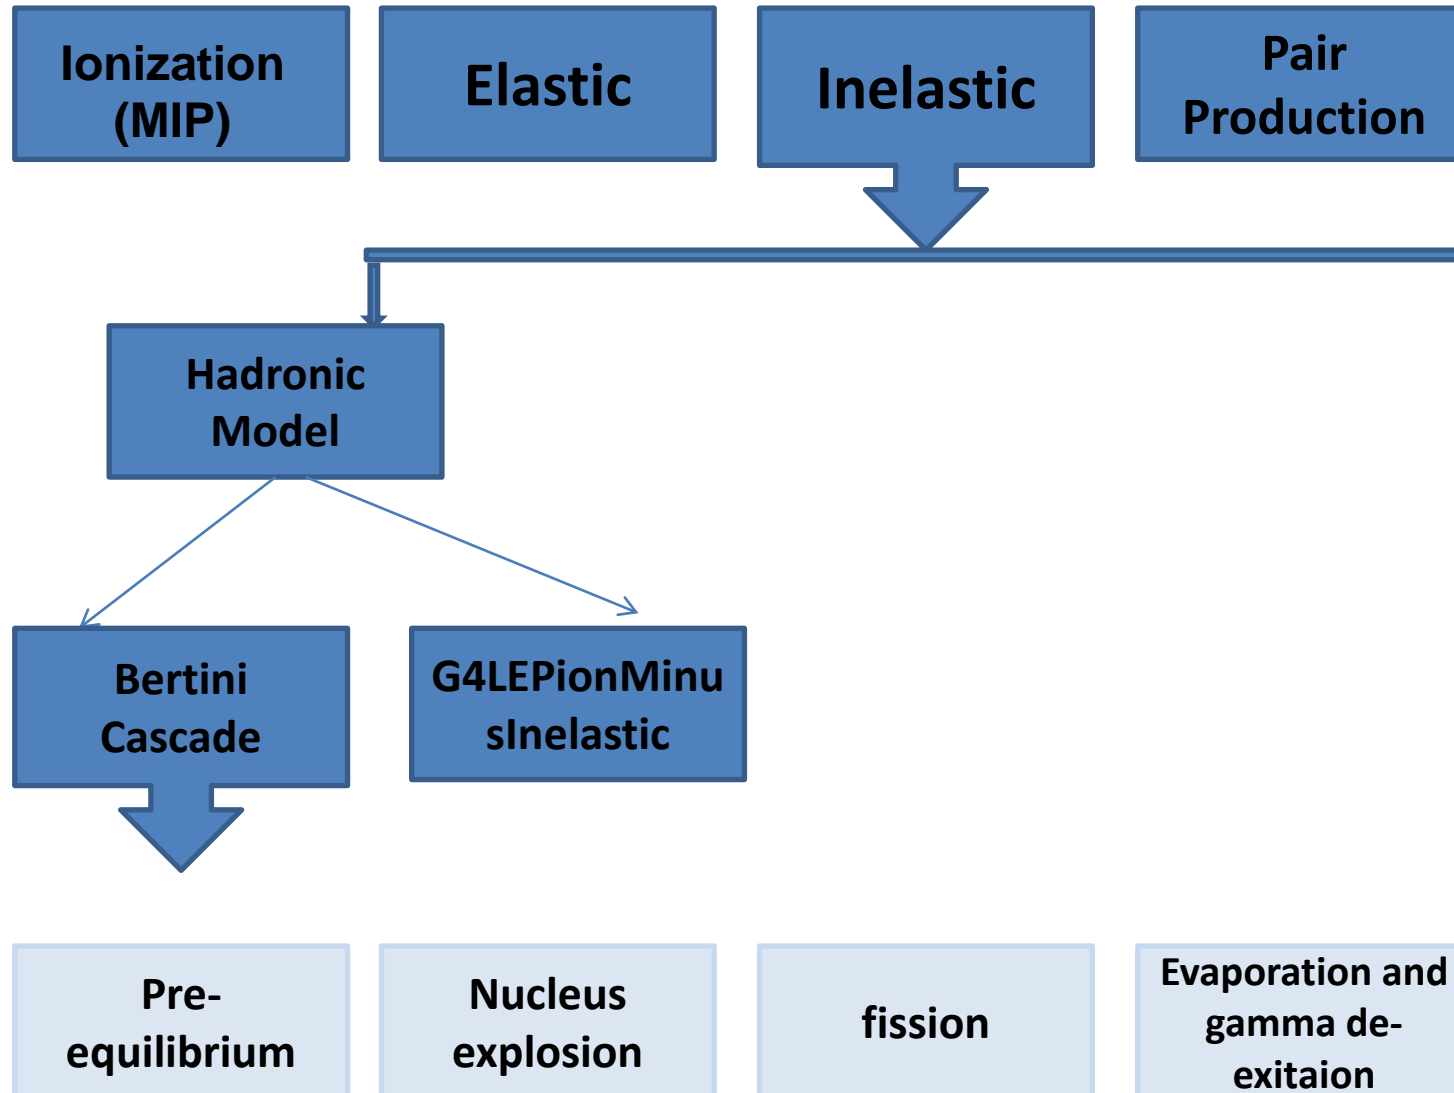 Ionization
(MIP)
Elastic
Inelastic
Pair
Production
Hadronic
Model
Bertini
Cascade
G4LEPionMinu
sInelastic
Pre-
equilibrium
Nucleus
explosion
fission
Evaporation and
gamma de-
exitaion